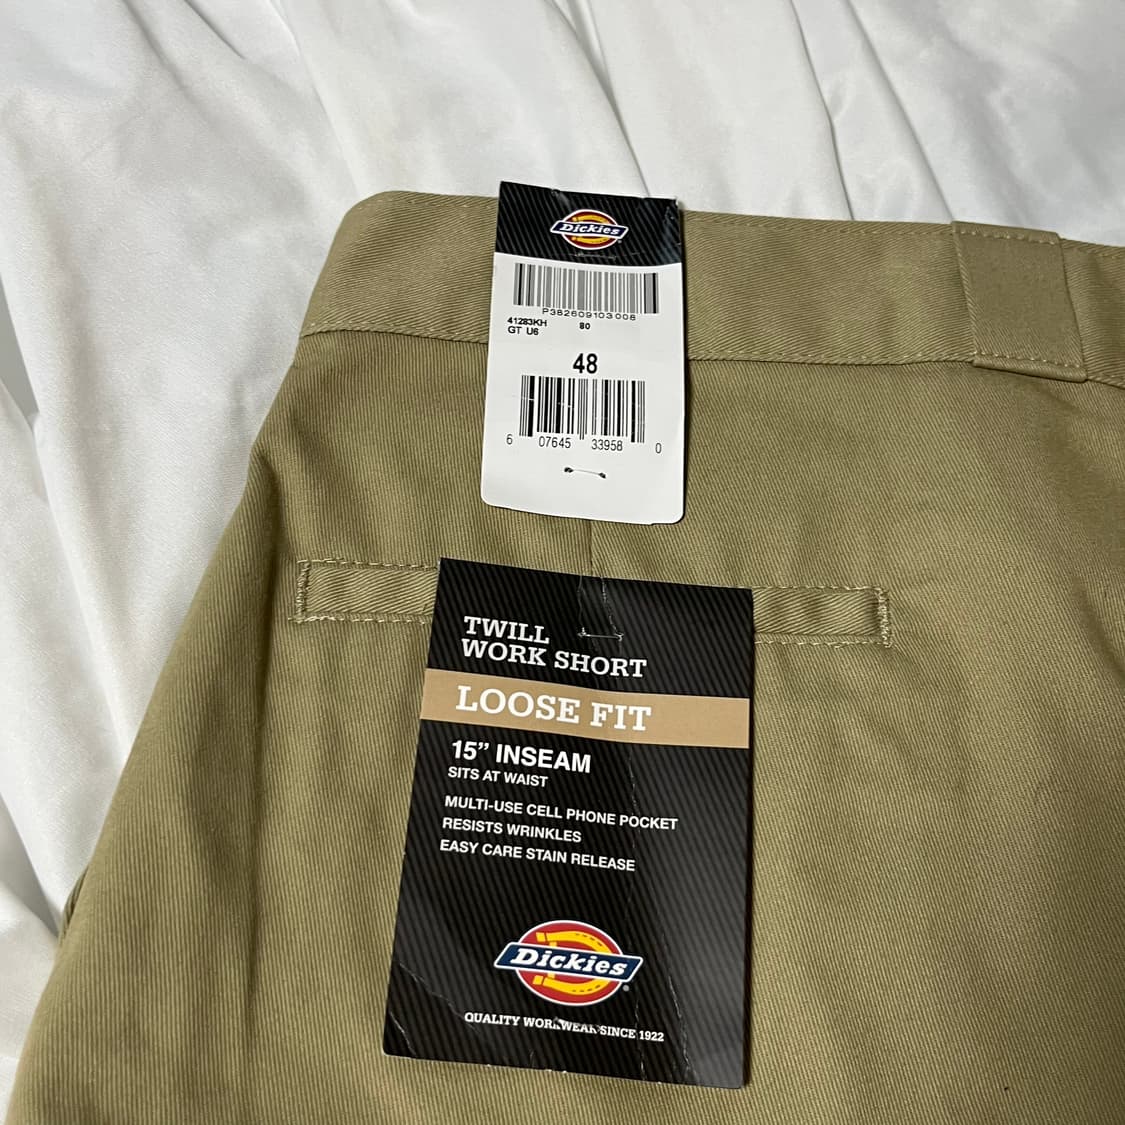 Dickies
P382609103008
41283KH 80
GT U6
48
6 07645 33958 0
TWILL
WORK SHORT
LOOSE FIT
15” INSEAM
SITS AT WAIST
MULTI-USE CELL PHONE POCKET
RESISTS WRINKLES
EASY CARE STAIN RELEASE
Dickies
QUALITY WORKWEAR SINCE 1922